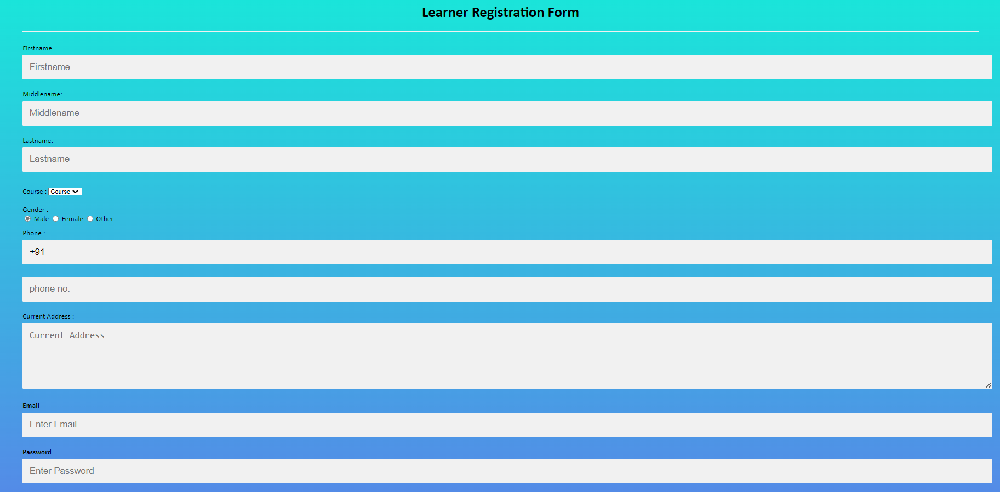 Learner Registration Form
Firstname
Firstname
Middlename:
Middlename
Lastname:
Lastname
Course : Course
Gender :
Male Female Other
Phone :
+91
phone no.
Current Address :
Current Address
Email
Enter Email
Password
Enter Password